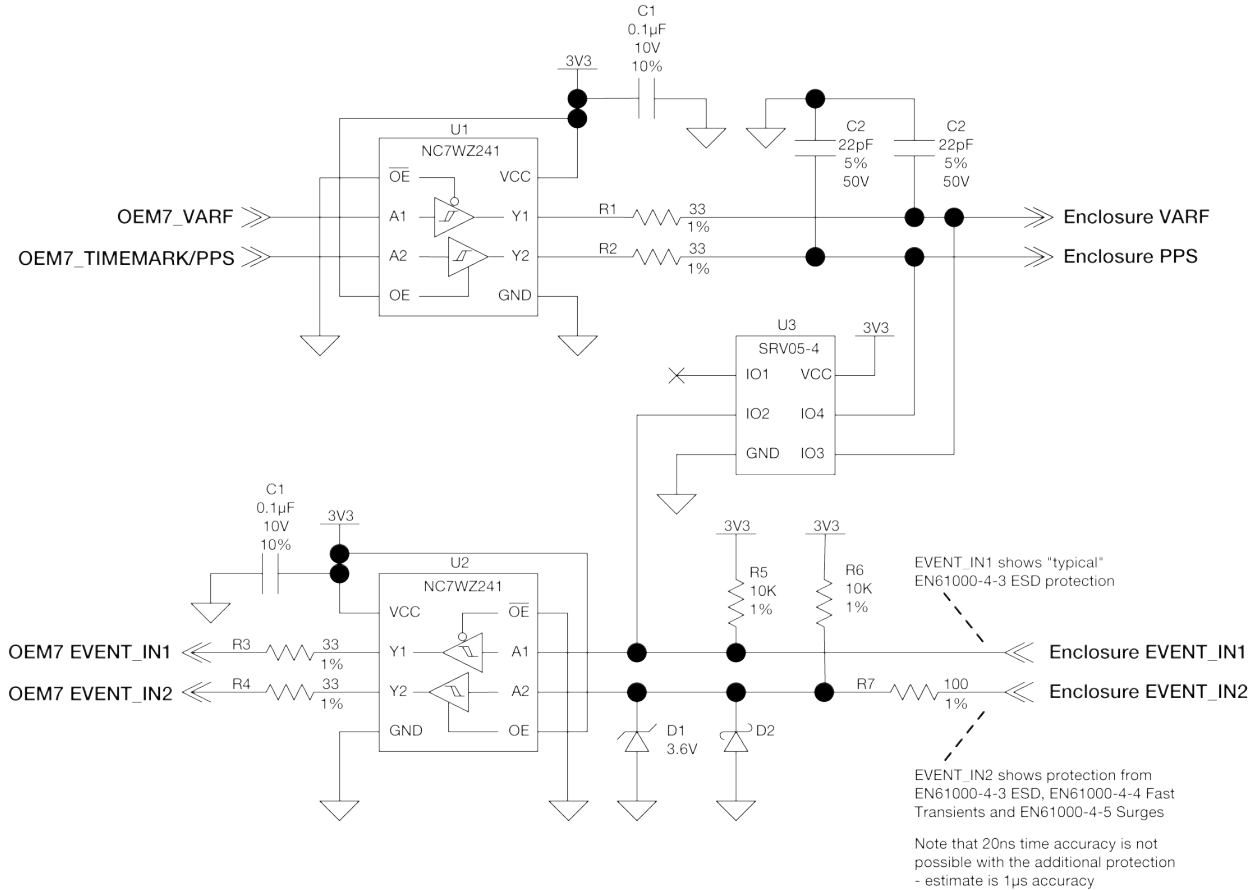 C1
0.1µF
10V
10%
3V3
U1
NC7WZ241
OE
VCC
A1
Y1
A2
Y2
OE
GND
OEM7_VARF
OEM7_TIMEMARK/PPS
R1
33
1%
R2
33
1%
C2
22pF
5%
50V
C2
22pF
5%
50V
Enclosure VARF
Enclosure PPS
U3
SRV05-4
3V3
IO1
VCC
IO2
IO4
GND
IO3
C1
0.1µF
10V
10%
3V3
U2
NC7WZ241
VCC
OE
Y1
A1
Y2
A2
GND
OE
OEM7 EVENT_IN1
R3
33
1%
OEM7 EVENT_IN2
R4
33
1%
3V3
R5
10K
1%
3V3
R6
10K
1%
EVENT_IN1 shows "typical"
EN61000-4-3 ESD protection
Enclosure EVENT_IN1
R7
100
1%
Enclosure EVENT_IN2
D1
3.6V
D2
EVENT_IN2 shows protection from
EN61000-4-3 ESD, EN61000-4-4 Fast
Transients and EN61000-4-5 Surges
Note that 20ns time accuracy is not
possible with the additional protection
- estimate is 1µs accuracy